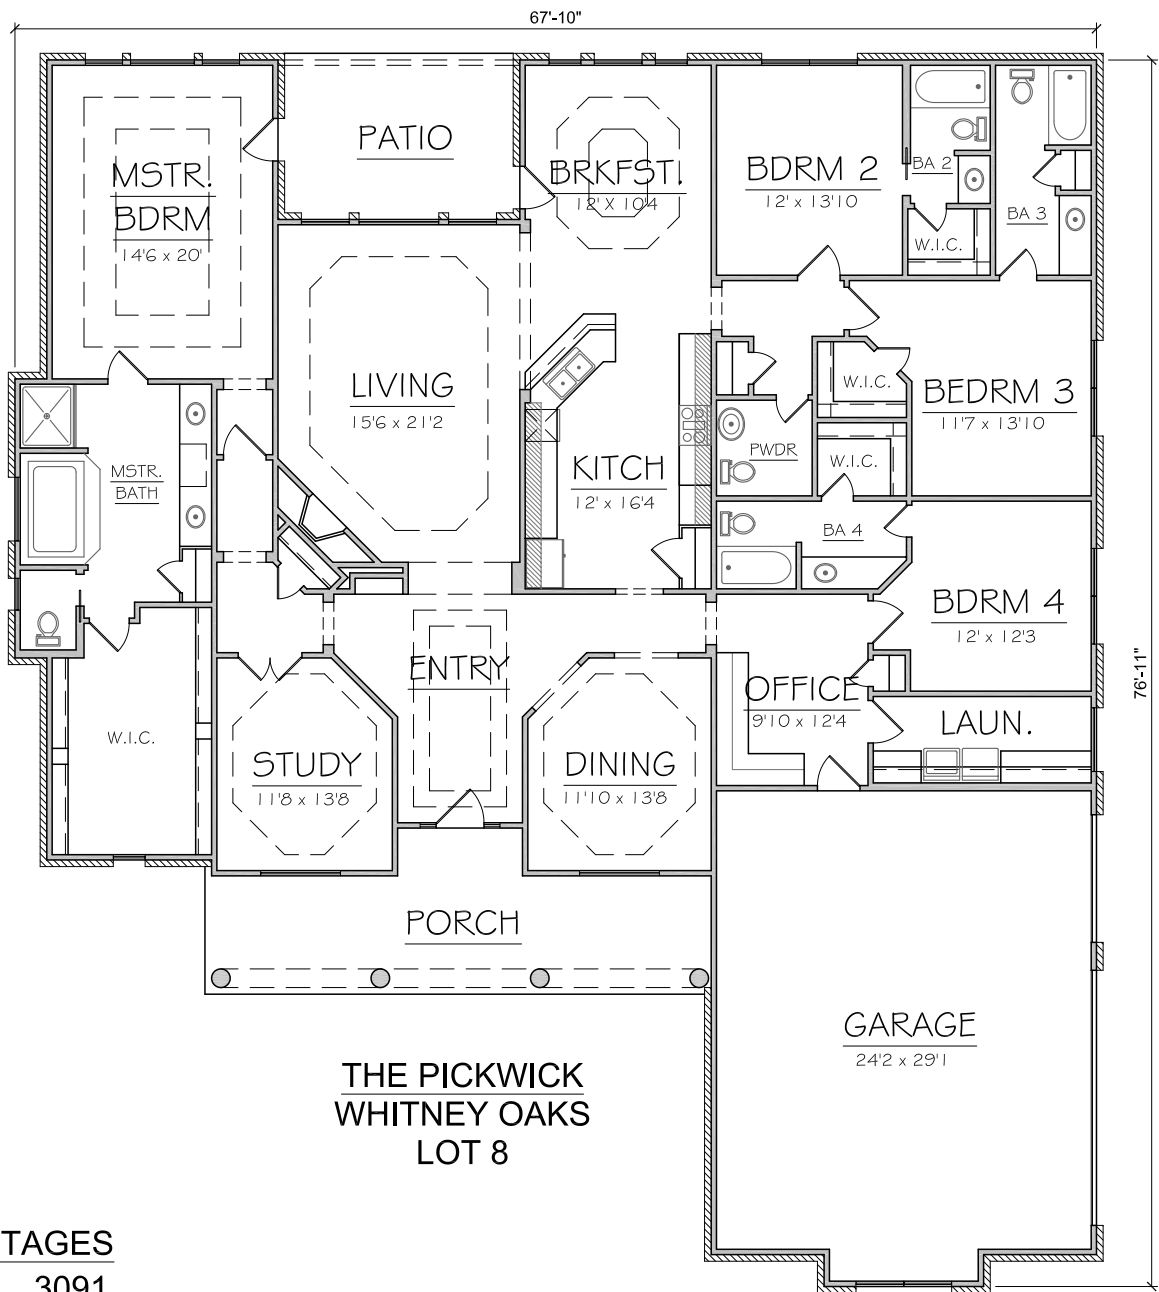 67'-10"
PATIO
MSTR.
BDRM
14'6 x 20'
BRKFST.
12' x 10'4
BDRM 2
12' x 13'10
BA 2
W.I.C.
BA 3
LIVING
15'6 x 21'2
W.I.C.
BEDRM 3
11'7 x 13'10
KITCH
12' x 16'4
PWDR
W.I.C.
MSTR.
BATH
BA 4
BDRM 4
12' x 12'3
76'-11"
ENTRY
OFFICE
9'10 x 12'4
LAUN.
W.I.C.
STUDY
11'8 x 13'8
DINING
11'10 x 13'8
PORCH
GARAGE
24'2 x 29'1
THE PICKWICK
WHITNEY OAKS
LOT 8
TAGES
3091